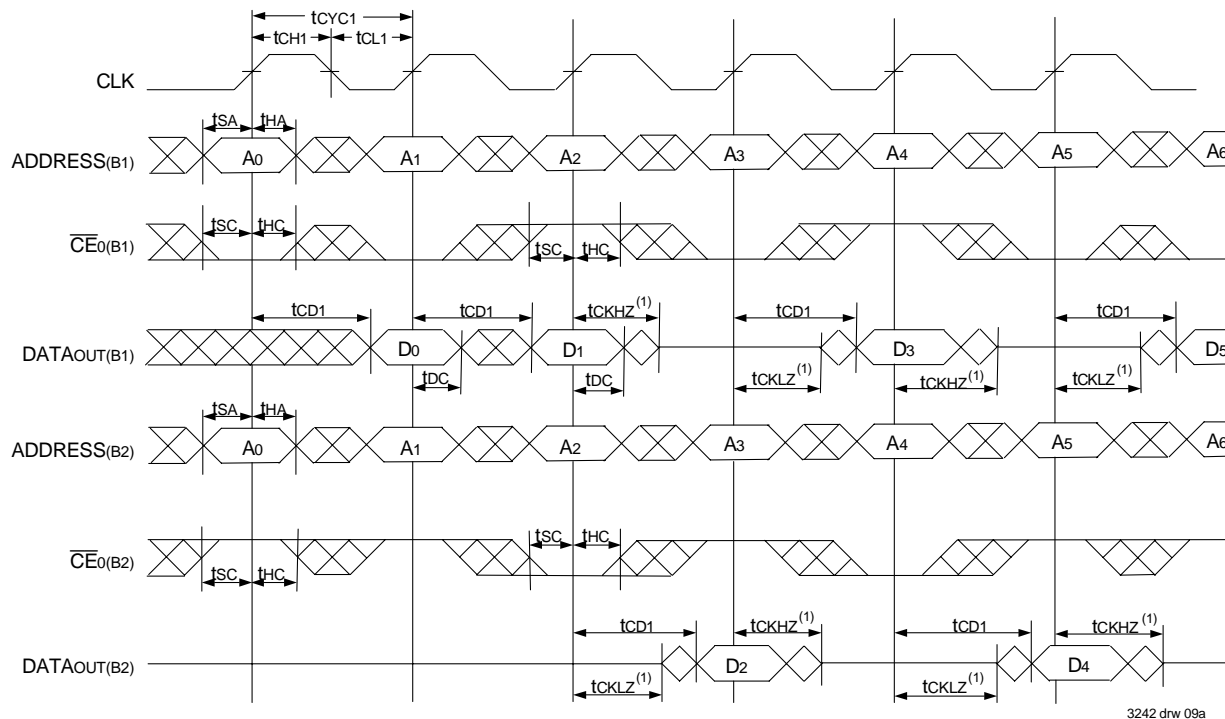 tCYC1
tCH1 tCL1
CLK
tSA tHA
ADDRESS(B1) A0 A1 A2 A3 A4 A5 A6
tSC tHC
CE0(B1) tSC tHC
tCD1 tCD1 tCKHZ(1) tCD1 tCD1
DATAOUT(B1) D0 D1 D3 D5
tDC tDC tCKLZ(1) tCKHZ(1) tCKLZ(1)
tSA tHA
ADDRESS(B2) A0 A1 A2 A3 A4 A5 A6
tSC tHC
CE0(B2) tSC tHC
tCD1 tCKHZ(1) tCD1 tCKHZ(1)
DATAOUT(B2) D2 D4
tCKLZ(1) tCKLZ(1)
3242 drw 09a